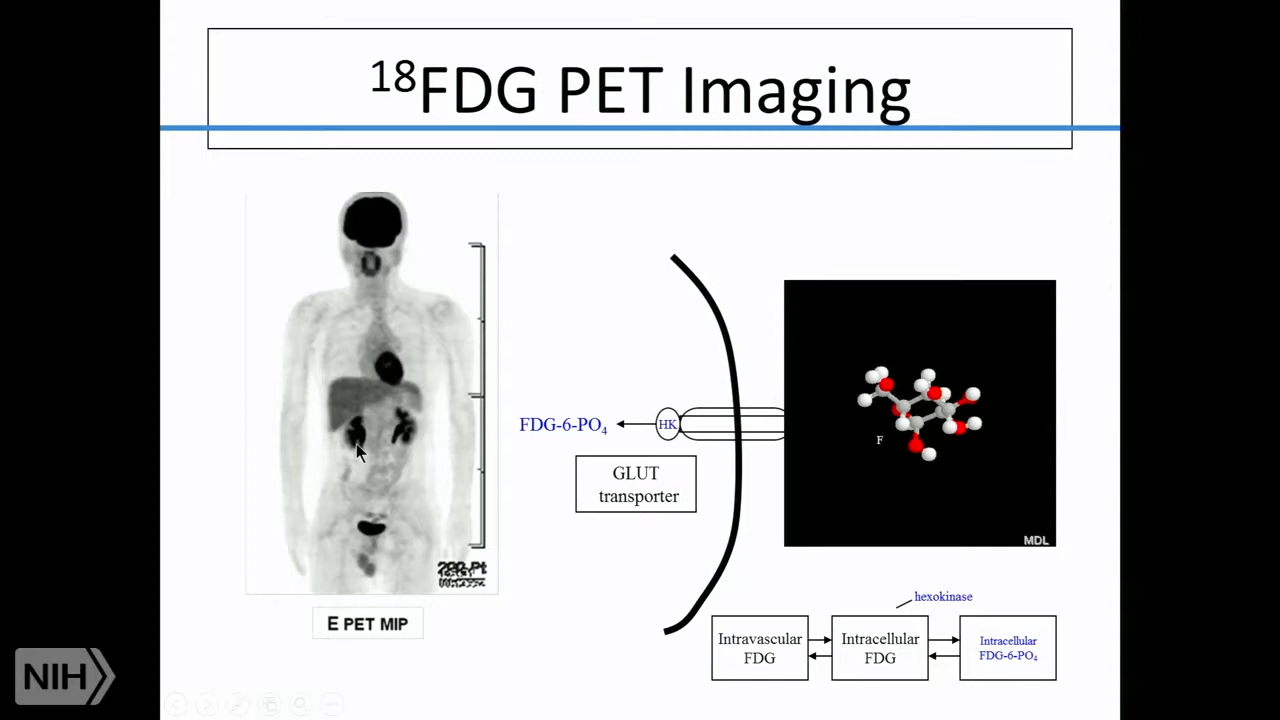 ¹⁸FDG PET Imaging
FDG-6-PO₄
HK
GLUT
transporter
F
MDL
E PET MIP
hexokinase
Intravascular
FDG
Intracellular
FDG
Intracellular
FDG-6-PO₄
NIH